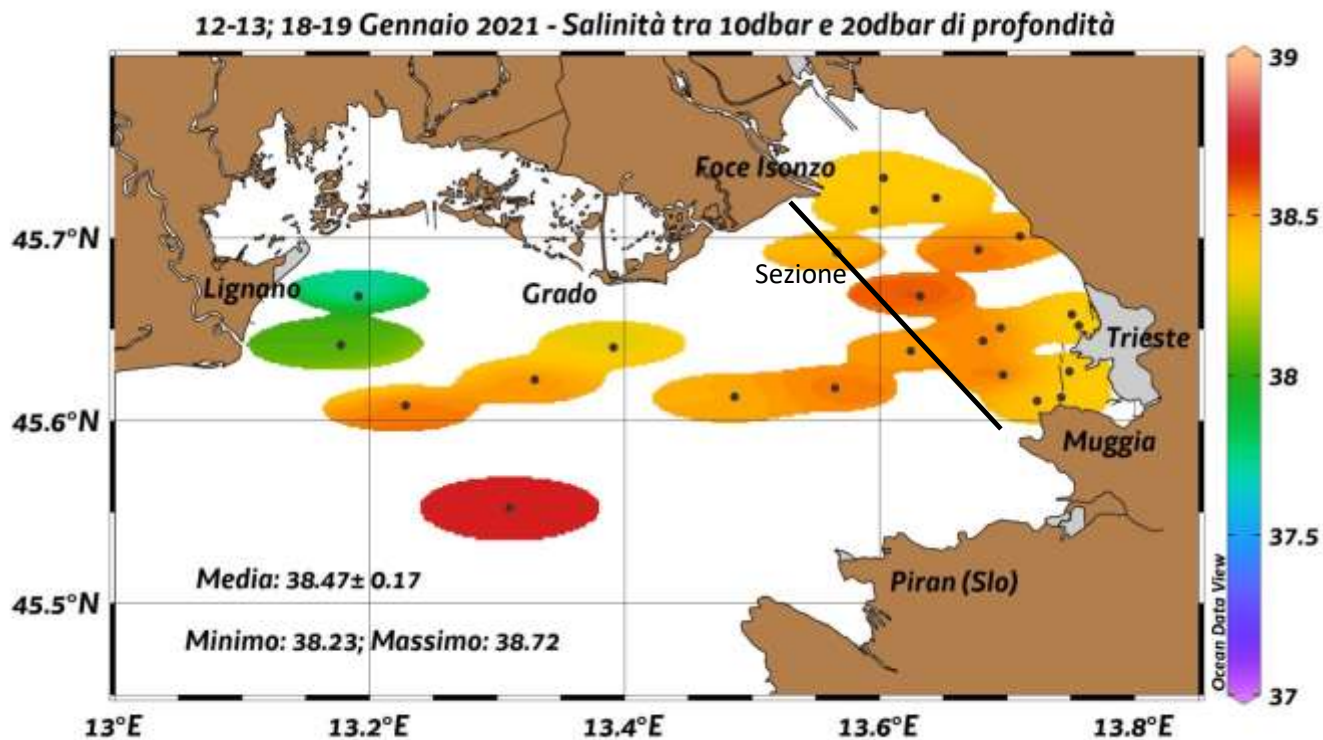 12-13; 18-19 Gennaio 2021 - Salinità tra 10dbar e 20dbar di profondità
39
Foce Isonzo
45.7°N
38.5
Sezione
Lignano
Grado
Trieste
38
45.6°N
Muggia
37.5
Media: 38.47± 0.17
Piran (Slo)
45.5°N
Minimo: 38.23; Massimo: 38.72
Ocean Data View
37
13°E
13.2°E
13.4°E
13.6°E
13.8°E